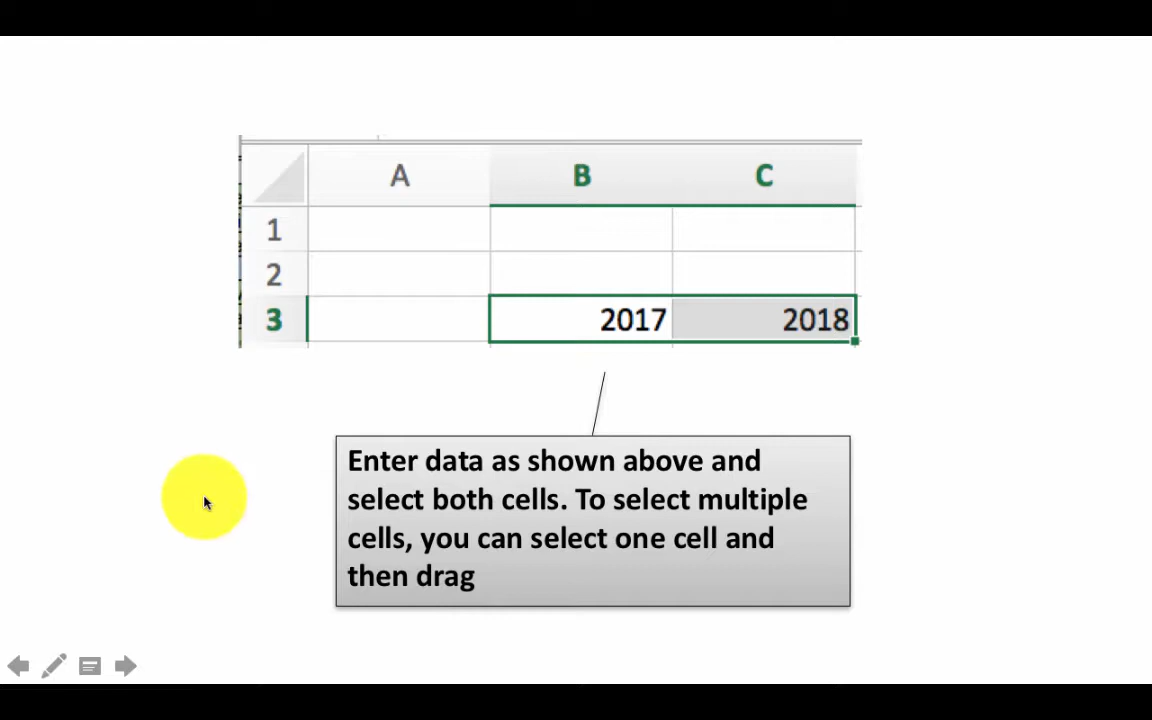 A B C
1
2
3 2017 2018
Enter data as shown above and
select both cells. To select multiple
cells, you can select one cell and
then drag